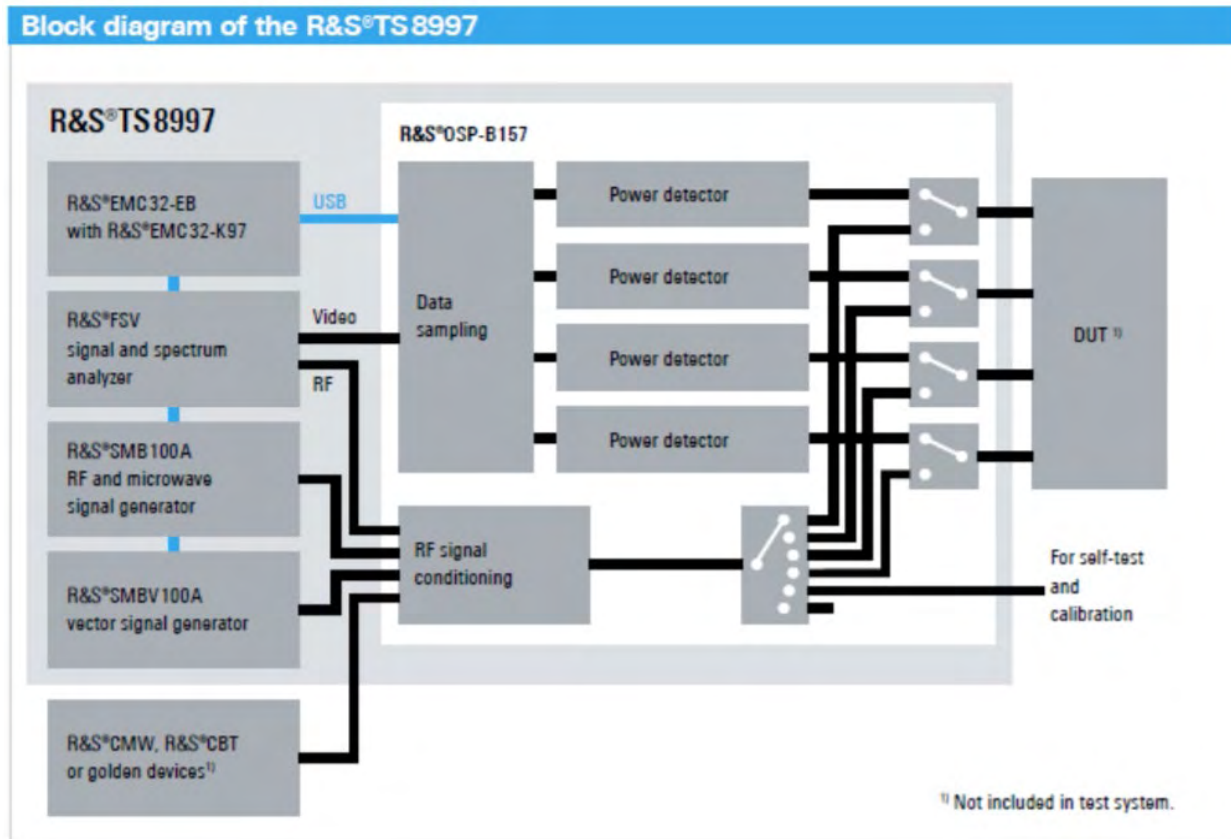 Block diagram of the R&S®TS8997
R&S®TS8997
R&S®OSP-B157
R&S®EMC32-EB
with R&S®EMC32-K97
USB
Power detector
Power detector
Power detector
Power detector
Data
sampling
R&S®FSV
signal and spectrum
analyzer
Video
RF
DUT ¹⁾
R&S®SMB100A
RF and microwave
signal generator
RF signal
conditioning
R&S®SMBV100A
vector signal generator
For self-test
and
calibration
R&S®CMW, R&S®CBT
or golden devices¹⁾
¹⁾ Not included in test system.